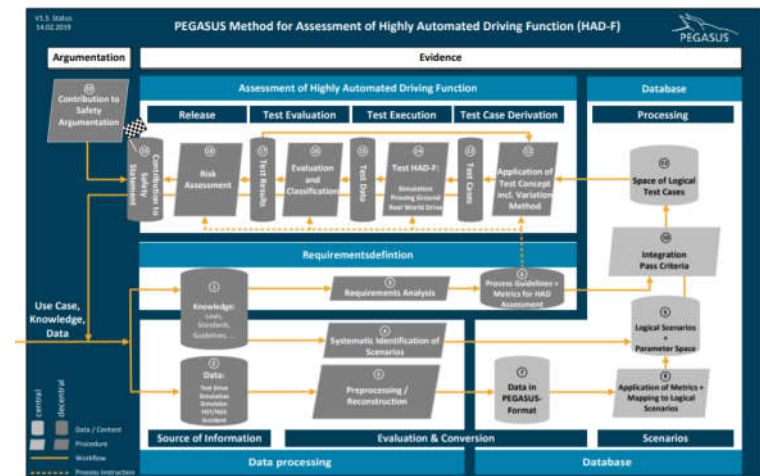 V1.3 Status
14.02.2019
PEGASUS Method for Assessment of Highly Automated Driving Function (HAD-F)
PEGASUS
Argumentation
Evidence
Assessment of Highly Automated Driving Function
Database
Release
Test Evaluation
Test Execution
Test Case Derivation
Processing
Contribution to
Safety
Argumentation
Contribution to
Safety
Statement
Risk
Assessment
Test Results
Evaluation
and
Classification
Test Data
Test HAD-F:
Simulation
Proving Ground
Real World Drive
Test Cases
Application of
Test Concept
incl. Variation
Method
Space of Logical
Test Cases
Integration
Pass Criteria
Requirementsdefintion
Knowledge:
Laws,
Standards,
Guidelines, ...
Requirements Analysis
Process Guidelines +
Metrics for HAD
Assessment
Use Case,
Knowledge,
Data
Systematic Identification of
Scenarios
Logical Scenarios
+
Parameter Space
Data:
Test Drive
Simulation
Simulator
Accident
Preprocessing /
Reconstruction
7
Data in
PEGASUS-
Format
8
Application of Metrics +
Mapping to Logical
Scenarios
central
decentral
Data / Content
Procedure
Workflow
Process Instruction
Source of Information
Evaluation & Conversion
Scenarios
Data processing
Database